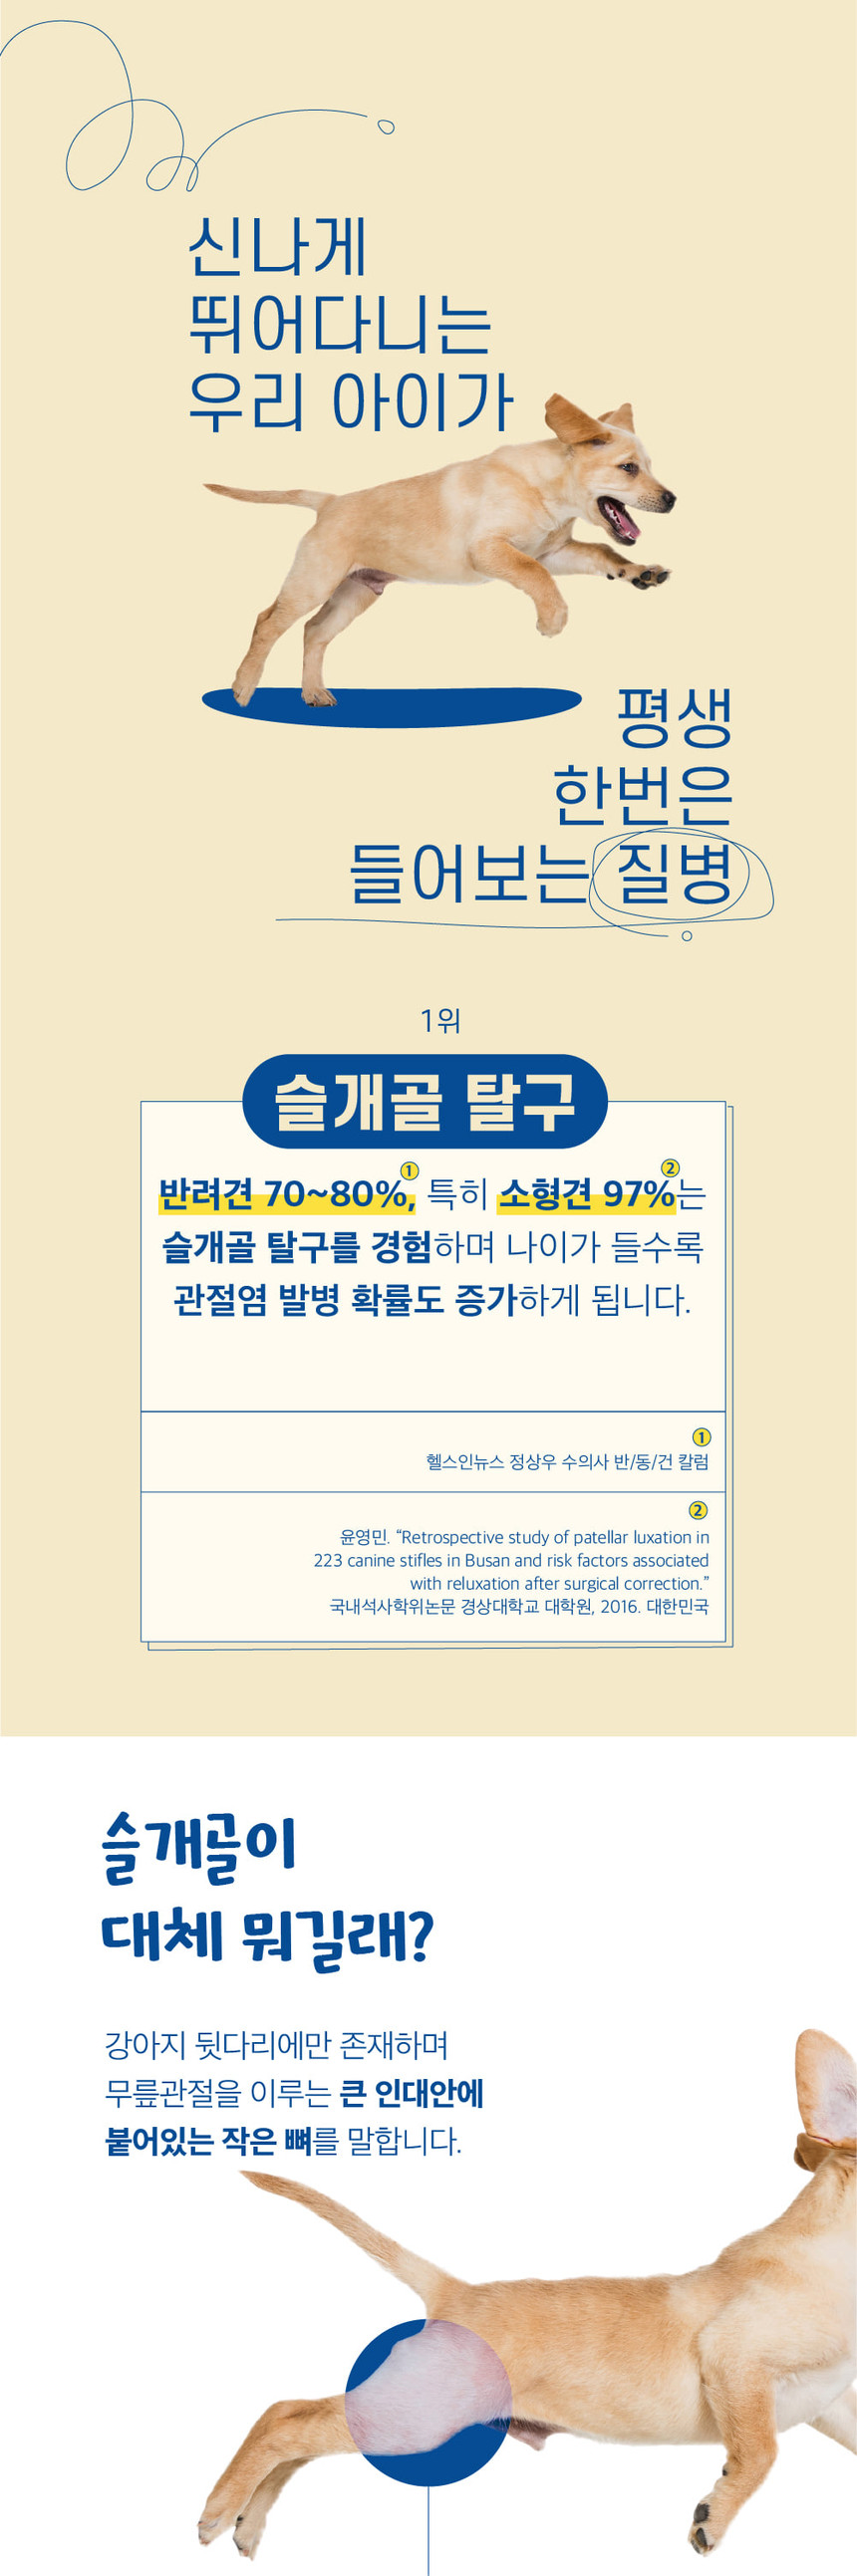 신나게
뛰어다니는
우리 아이가
평생
한번은
들어보는 질병
1위
슬개골 탈구
반려견 70~80%,① 특히 소형견 97%②는
슬개골 탈구를 경험하며 나이가 들수록
관절염 발병 확률도 증가하게 됩니다.
①
헬스인뉴스 정상우 수의사 반/동/건 칼럼
②
윤영민. “Retrospective study of patellar luxation in
223 canine stifles in Busan and risk factors associated
with reluxation after surgical correction.”
국내석사학위논문 경상대학교 대학원, 2016. 대한민국
슬개골이
대체 뭐길래?
강아지 뒷다리에만 존재하며
무릎관절을 이루는 큰 인대안에
붙어있는 작은 뼈를 말합니다.